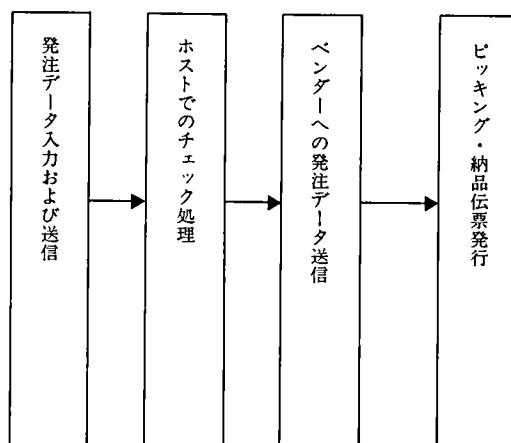 発注データ入力および送信
ホストでのチェック処理
ベンダーへの発注データ送信
ピッキング・納品伝票発行